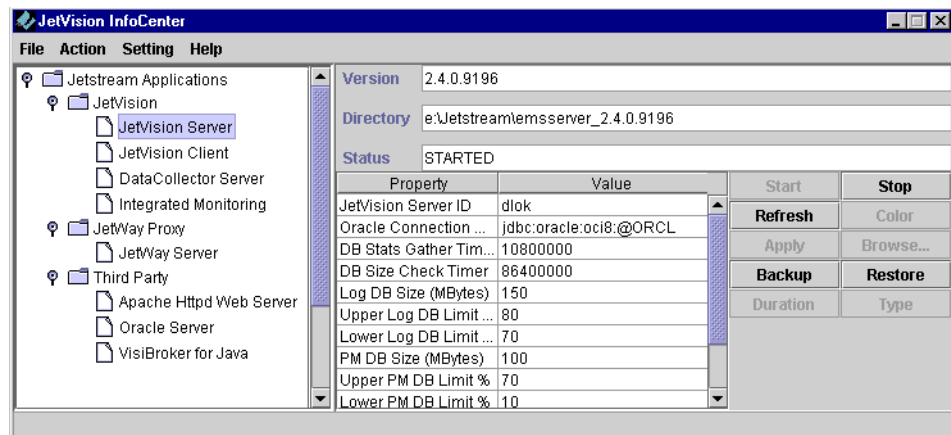 JetVision InfoCenter
File Action Setting Help
Jetstream Applications
JetVision
JetVision Server
JetVision Client
DataCollector Server
Integrated Monitoring
JetWay Proxy
JetWay Server
Third Party
Apache Httpd Web Server
Oracle Server
VisiBroker for Java
Version 2.4.0.9196
Directory e:\Jetstream\emsserver_2.4.0.9196
Status STARTED
Property Value
JetVision Server ID dlok
Oracle Connection ... jdbc:oracle:oci8:@ORCL
DB Stats Gather Tim... 10800000
DB Size Check Timer 86400000
Log DB Size (MBytes) 150
Upper Log DB Limit ... 80
Lower Log DB Limit ... 70
PM DB Size (MBytes) 100
Upper PM DB Limit % 70
Lower PM DB Limit % 10
Start Stop
Refresh Color
Apply Browse...
Backup Restore
Duration Type